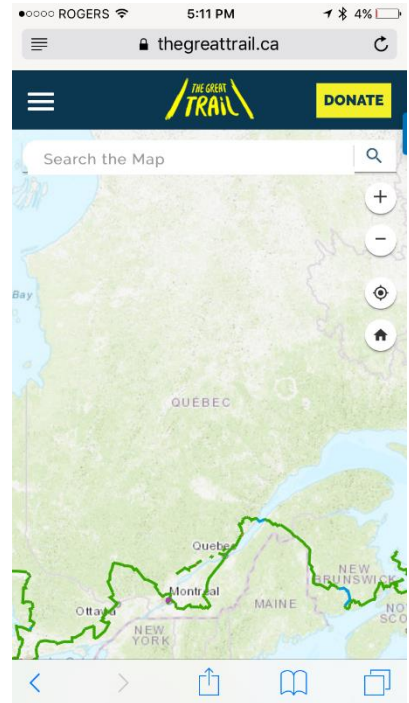 ROGERS 5:11 PM 4%
thegreattrail.ca
THE GREAT
TRAIL
DONATE
Search the Map
Bay
QUÉBEC
Quebec
NEW
BRUNSWICK
Montreal
MAINE
Ottawa
NO
SCO
NEW
YORK